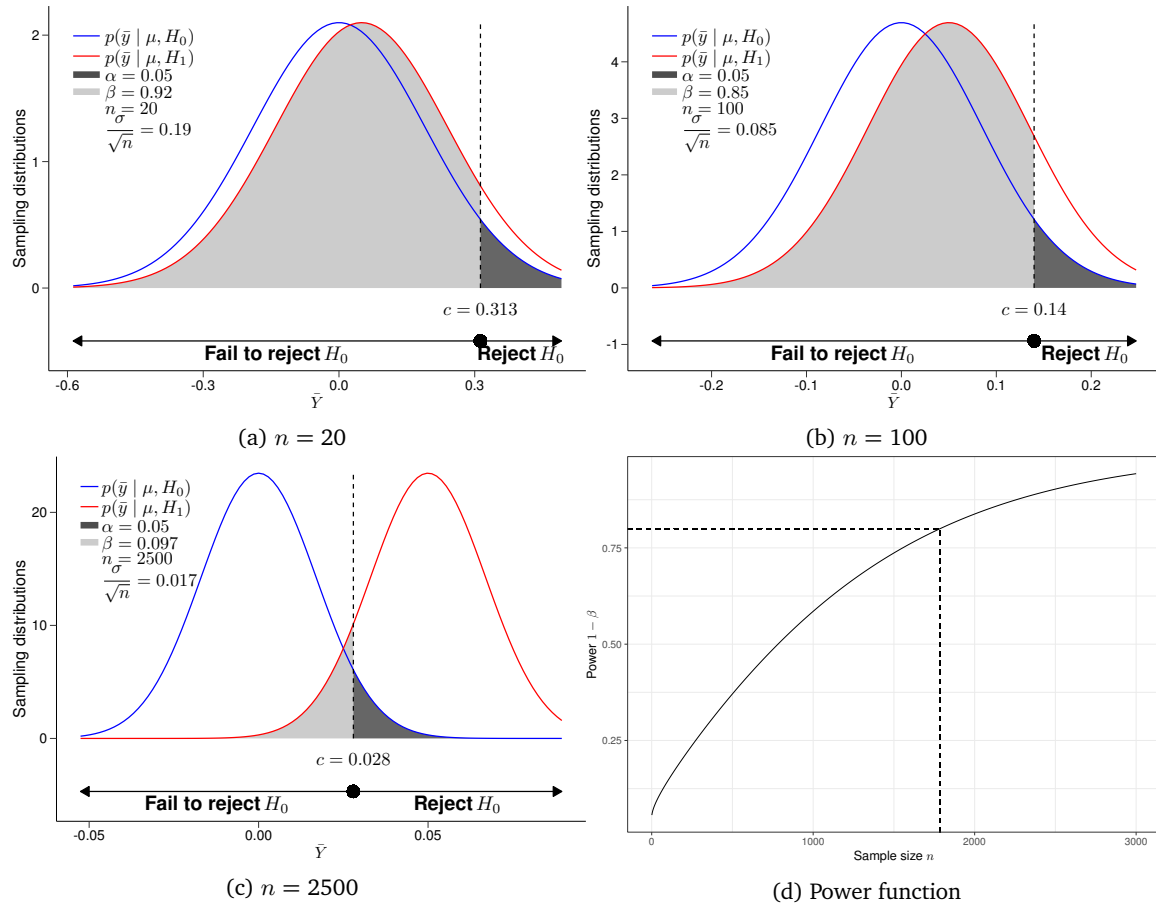 Sampling distributions
2
1
0
p(ȳ | μ, H₀)
p(ȳ | μ, H₁)
α = 0.05
β = 0.92
n = 20
σ/√n = 0.19
c = 0.313
Fail to reject H₀
Reject H₀
-0.6 -0.3 0.0 0.3
Ȳ
(a) n = 20
Sampling distributions
4
3
2
1
0
-1
p(ȳ | μ, H₀)
p(ȳ | μ, H₁)
α = 0.05
β = 0.85
n = 100
σ/√n = 0.085
c = 0.14
Fail to reject H₀
Reject H₀
-0.2 -0.1 0.0 0.1 0.2
Ȳ
(b) n = 100
Sampling distributions
20
10
0
p(ȳ | μ, H₀)
p(ȳ | μ, H₁)
α = 0.05
β = 0.097
n = 2500
σ/√n = 0.017
c = 0.028
Fail to reject H₀
Reject H₀
-0.05 0.00 0.05
Ȳ
(c) n = 2500
Power 1 − β
0.75
0.50
0.25
0 1000 2000 3000
Sample size n
(d) Power function